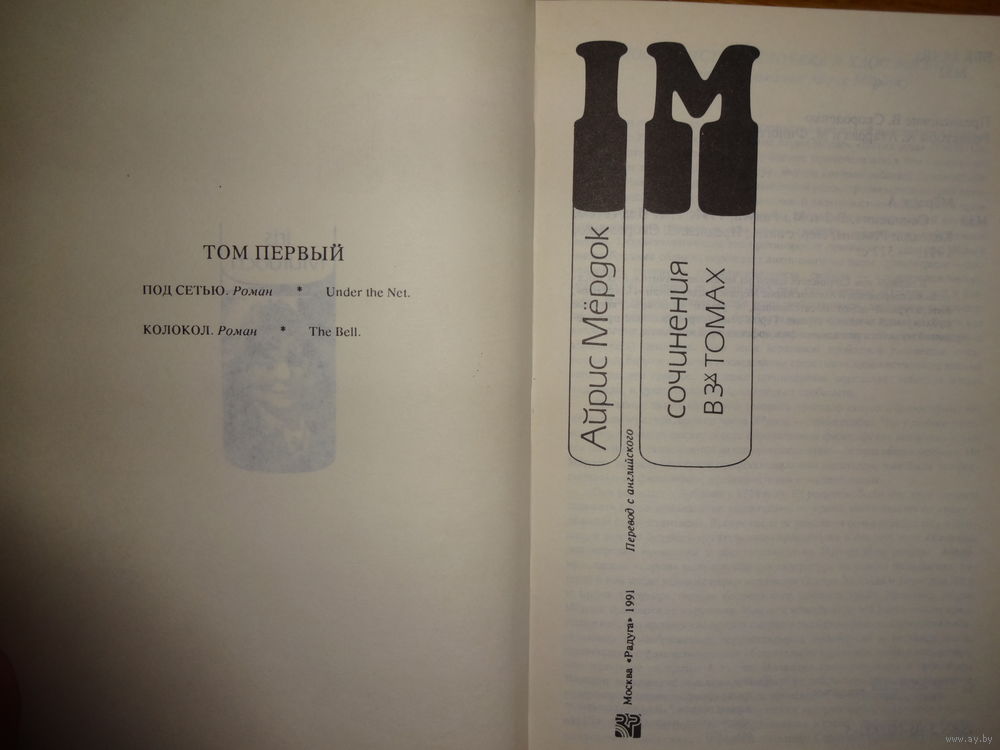 ТОМ ПЕРВЫЙ
ПОД СЕТЬЮ. Роман * Under the Net.
КОЛОКОЛ. Роман * The Bell.
IM
Айрис Мёрдок
сочинения
в 3х томах
Перевод с английского
Москва «Радуга» 1991
www.ay.by